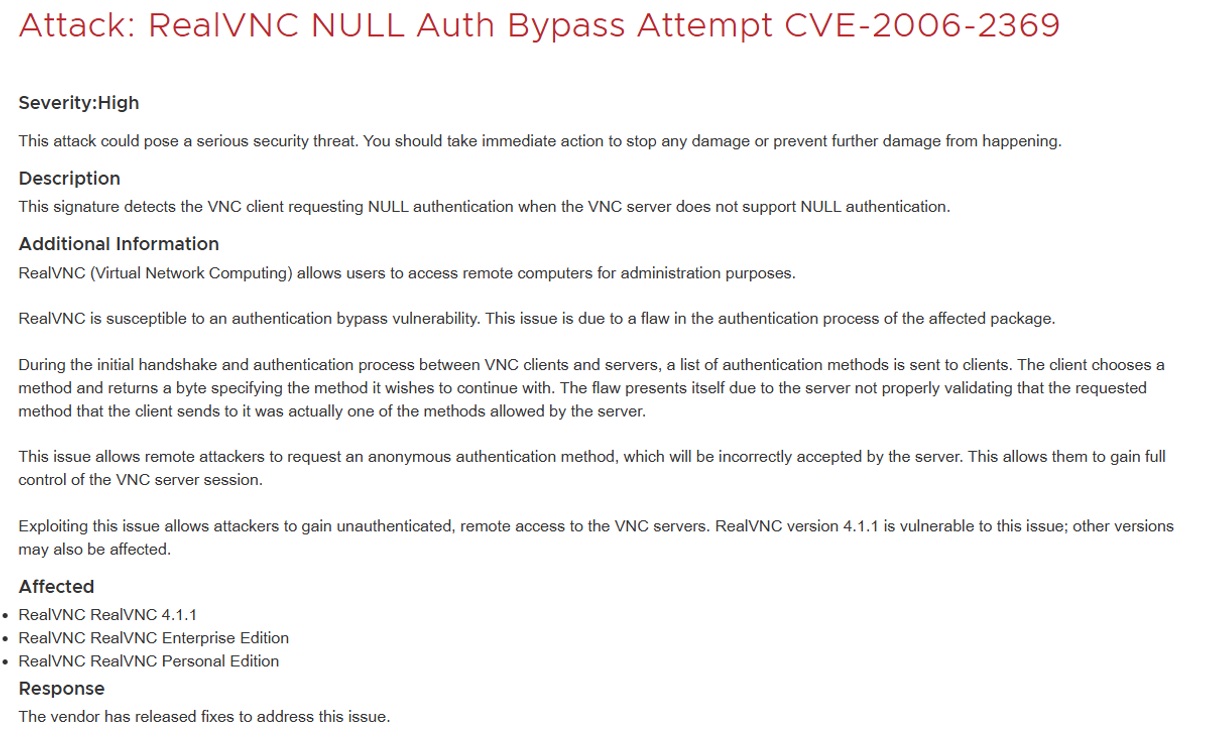 Attack: RealVNC NULL Auth Bypass Attempt CVE-2006-2369
Severity:High
This attack could pose a serious security threat. You should take immediate action to stop any damage or prevent further damage from happening.
Description
This signature detects the VNC client requesting NULL authentication when the VNC server does not support NULL authentication.
Additional Information
RealVNC (Virtual Network Computing) allows users to access remote computers for administration purposes.
RealVNC is susceptible to an authentication bypass vulnerability. This issue is due to a flaw in the authentication process of the affected package.
During the initial handshake and authentication process between VNC clients and servers, a list of authentication methods is sent to clients. The client chooses a
method and returns a byte specifying the method it wishes to continue with. The flaw presents itself due to the server not properly validating that the requested
method that the client sends to it was actually one of the methods allowed by the server.
This issue allows remote attackers to request an anonymous authentication method, which will be incorrectly accepted by the server. This allows them to gain full
control of the VNC server session.
Exploiting this issue allows attackers to gain unauthenticated, remote access to the VNC servers. RealVNC version 4.1.1 is vulnerable to this issue; other versions
may also be affected.
Affected
• RealVNC RealVNC 4.1.1
• RealVNC RealVNC Enterprise Edition
• RealVNC RealVNC Personal Edition
Response
The vendor has released fixes to address this issue.